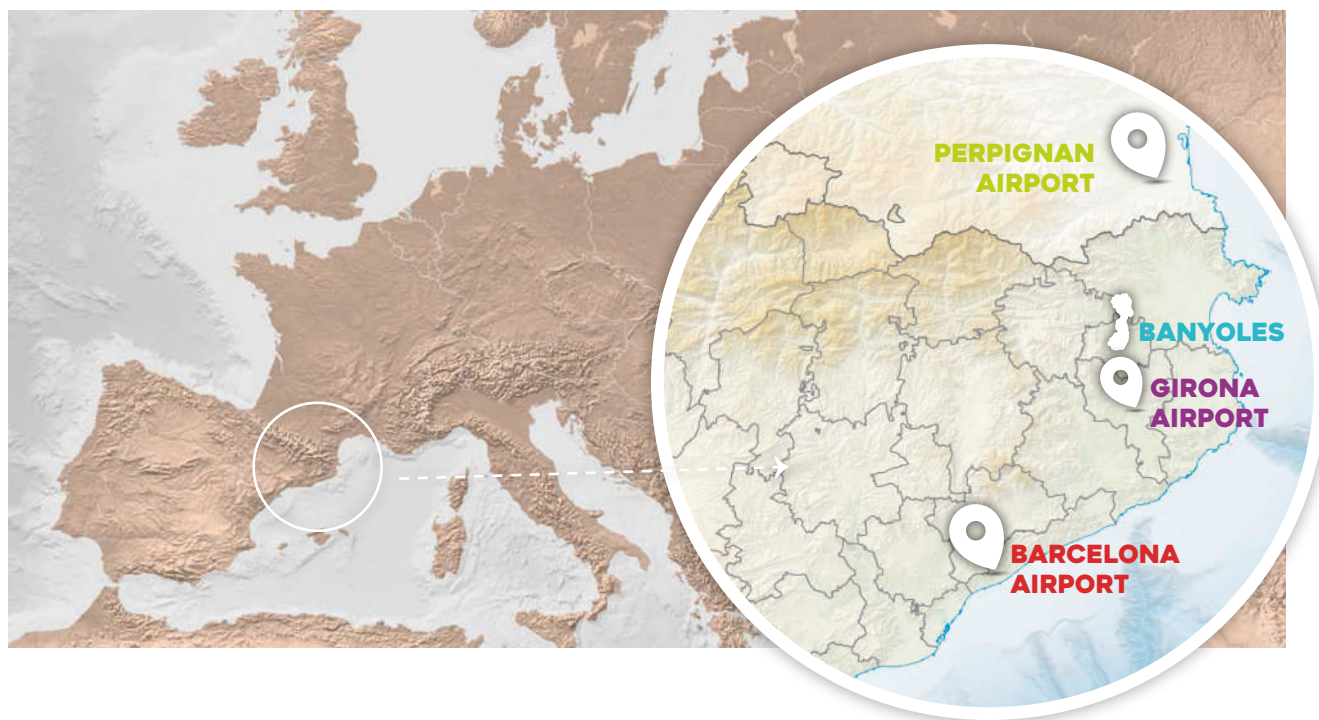 PERPIGNAN
AIRPORT
BANYOLES
GIRONA
AIRPORT
BARCELONA
AIRPORT